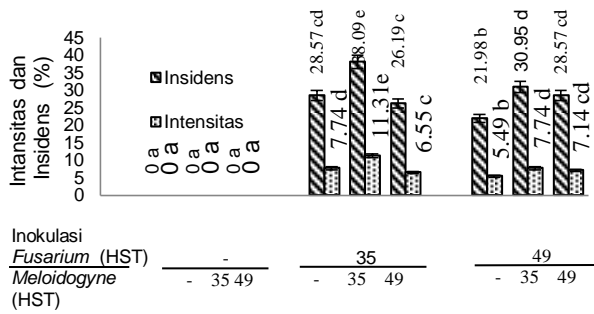 Intensitas dan
Insidens (%)
45
40
35
30
25
20
15
10
5
0
Insidens
Intensitas
0 a
0 a
0 a
0 a
0 a
0 a
28.57 cd
7.74 d
8.09 e
11.31e
26.19 c
6.55 c
21.98 b
5.49 b
30.95 d
7.74 d
28.57 cd
7.14 cd
Inokulasi
Fusarium (HST) - 35 49
Meloidogyne - 35 49 - 35 49 - 35 49
(HST)